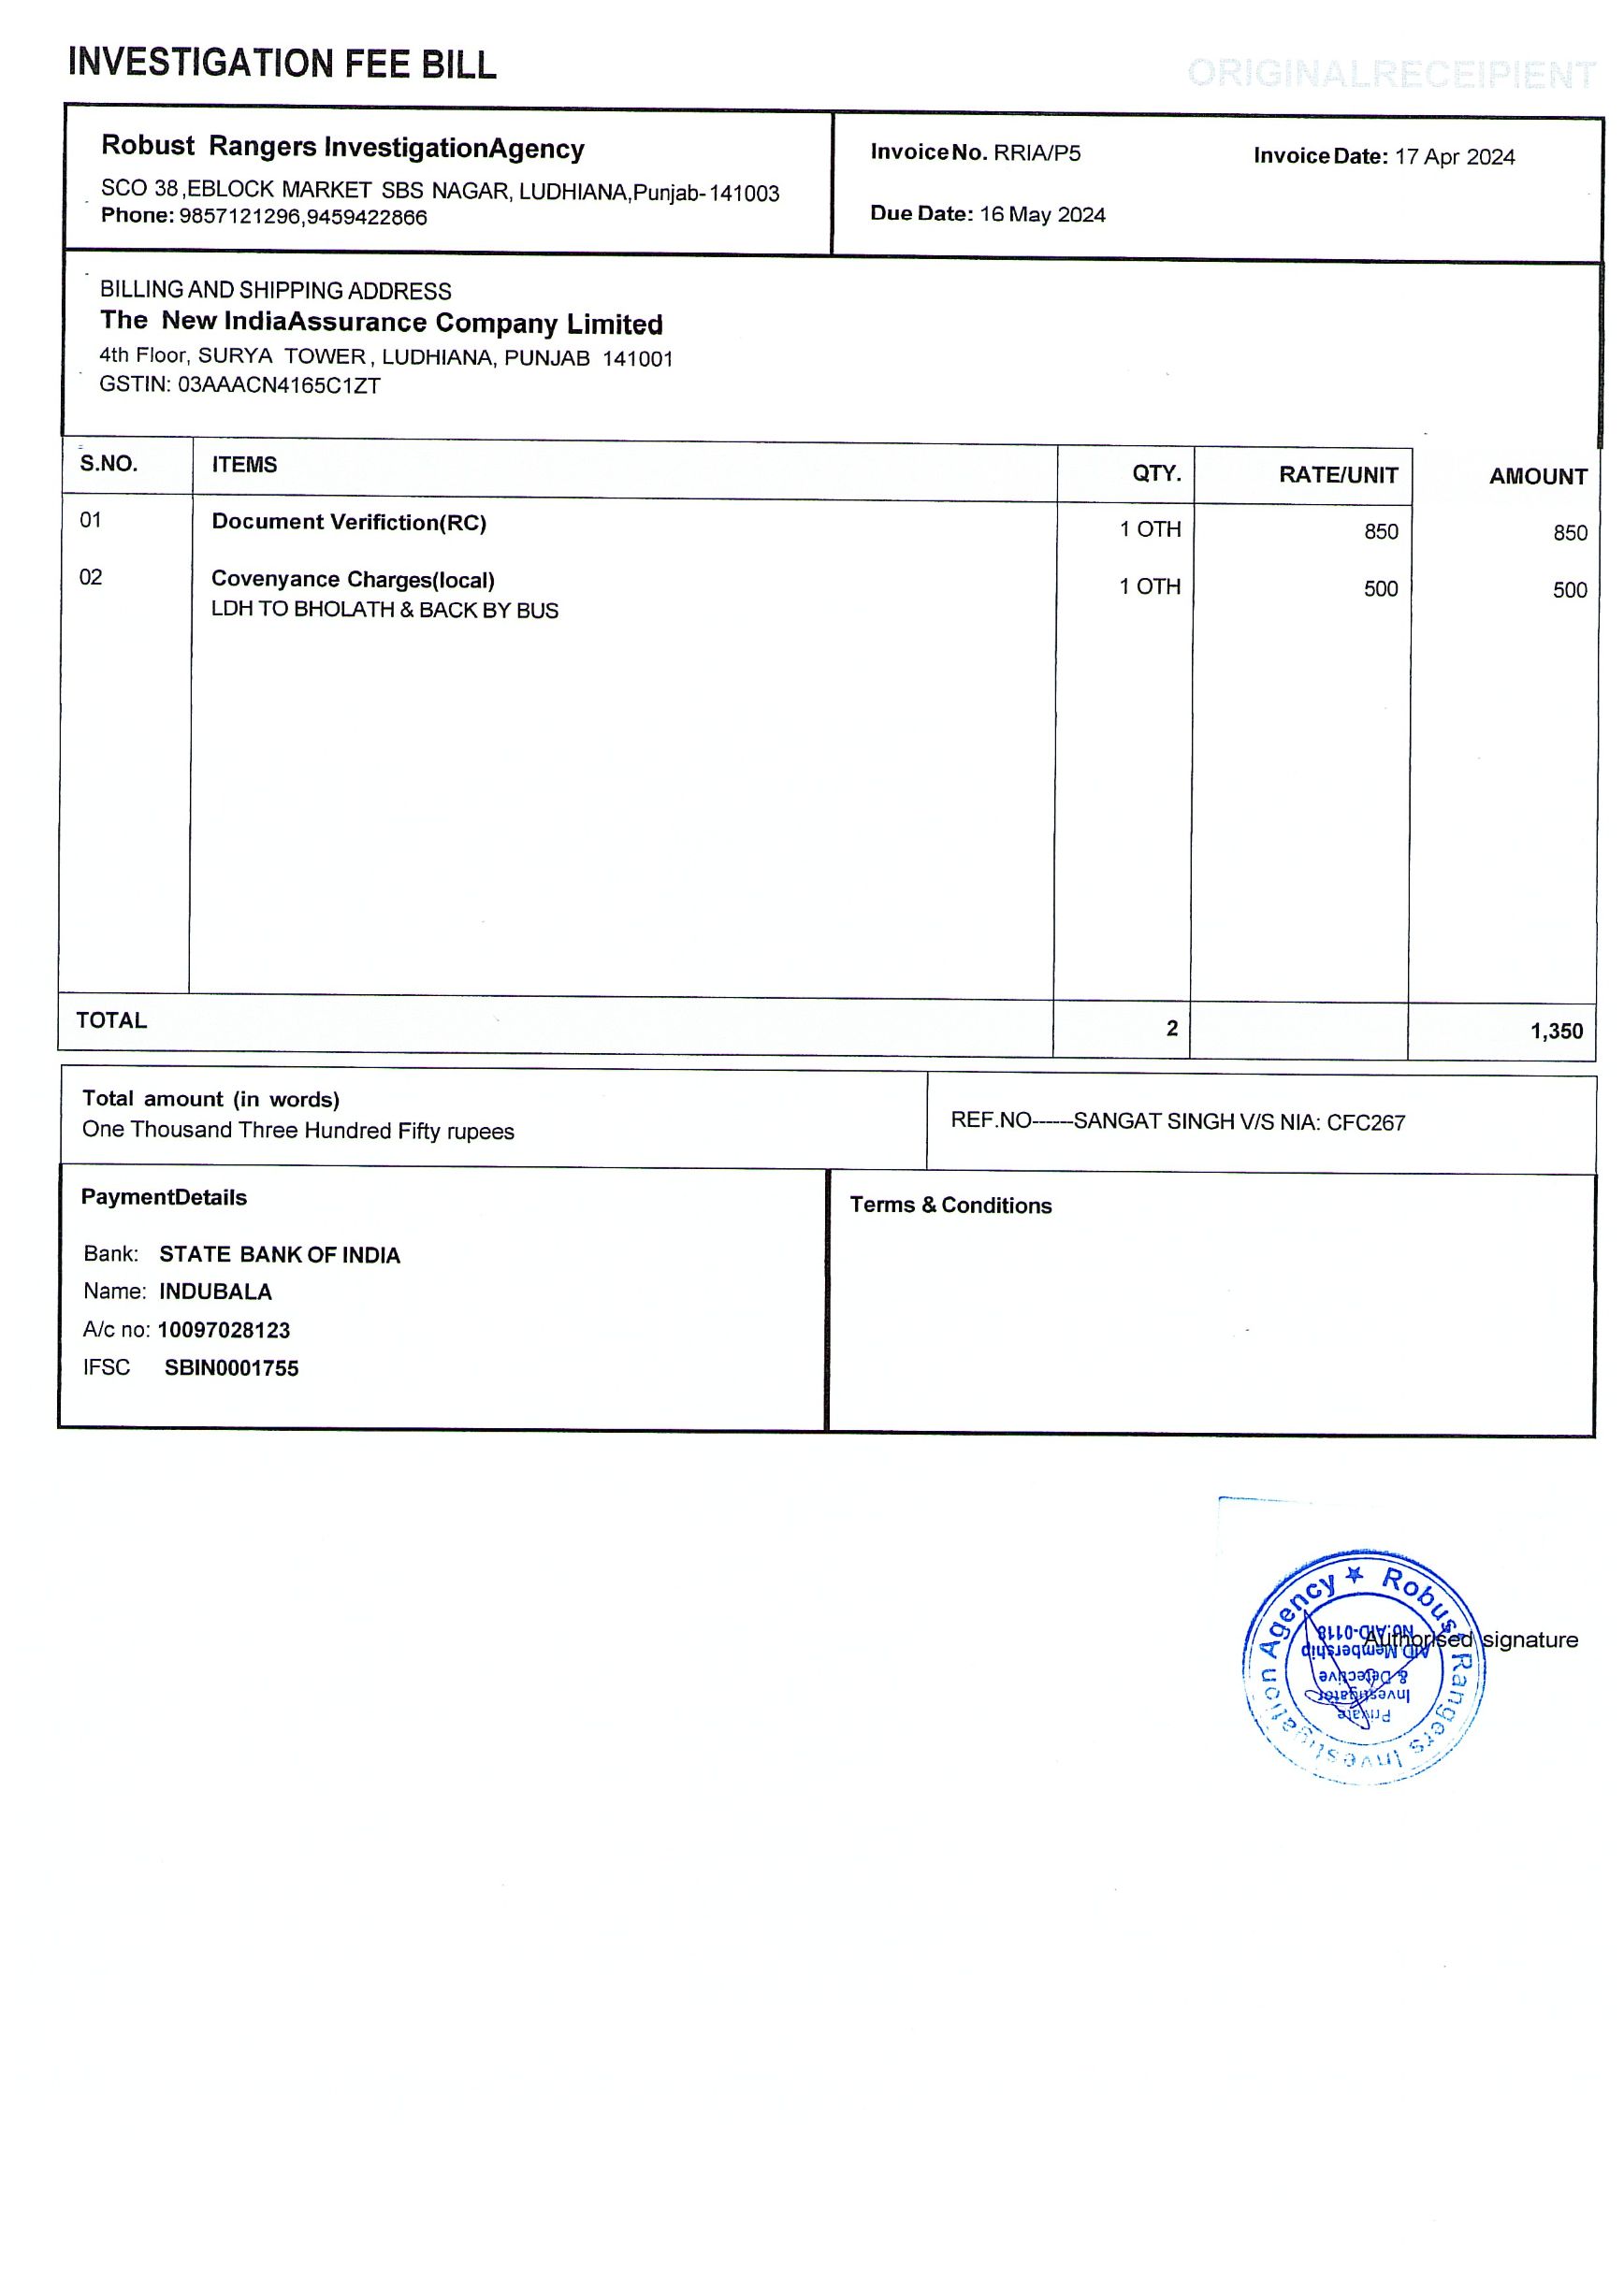 INVESTIGATION FEE BILL
ORIGINALRECEIPIENT
Robust Rangers InvestigationAgency
SCO 38,EBLOCK MARKET SBS NAGAR, LUDHIANA,Punjab-141003
Phone: 9857121296,9459422866
Invoice No. RRIA/P5
Invoice Date: 17 Apr 2024
Due Date: 16 May 2024
BILLING AND SHIPPING ADDRESS
The New IndiaAssurance Company Limited
4th Floor, SURYA TOWER, LUDHIANA, PUNJAB 141001
GSTIN: 03AAACN4165C1ZT
S.NO. ITEMS QTY. RATE/UNIT AMOUNT
01 Document Verifiction(RC) 1 OTH 850 850
02 Covenyance Charges(local) 1 OTH 500 500
LDH TO BHOLATH & BACK BY BUS
TOTAL 2 1,350
Total amount (in words)
One Thousand Three Hundred Fifty rupees
REF.NO------SANGAT SINGH V/S NIA: CFC267
PaymentDetails
Bank: STATE BANK OF INDIA
Name: INDUBALA
A/c no: 10097028123
IFSC SBIN0001755
Terms & Conditions
Authorised signature
Robust Rangers Investigation Agency
Private
Investigator
& Detective
AID Membership
No.AID-0118